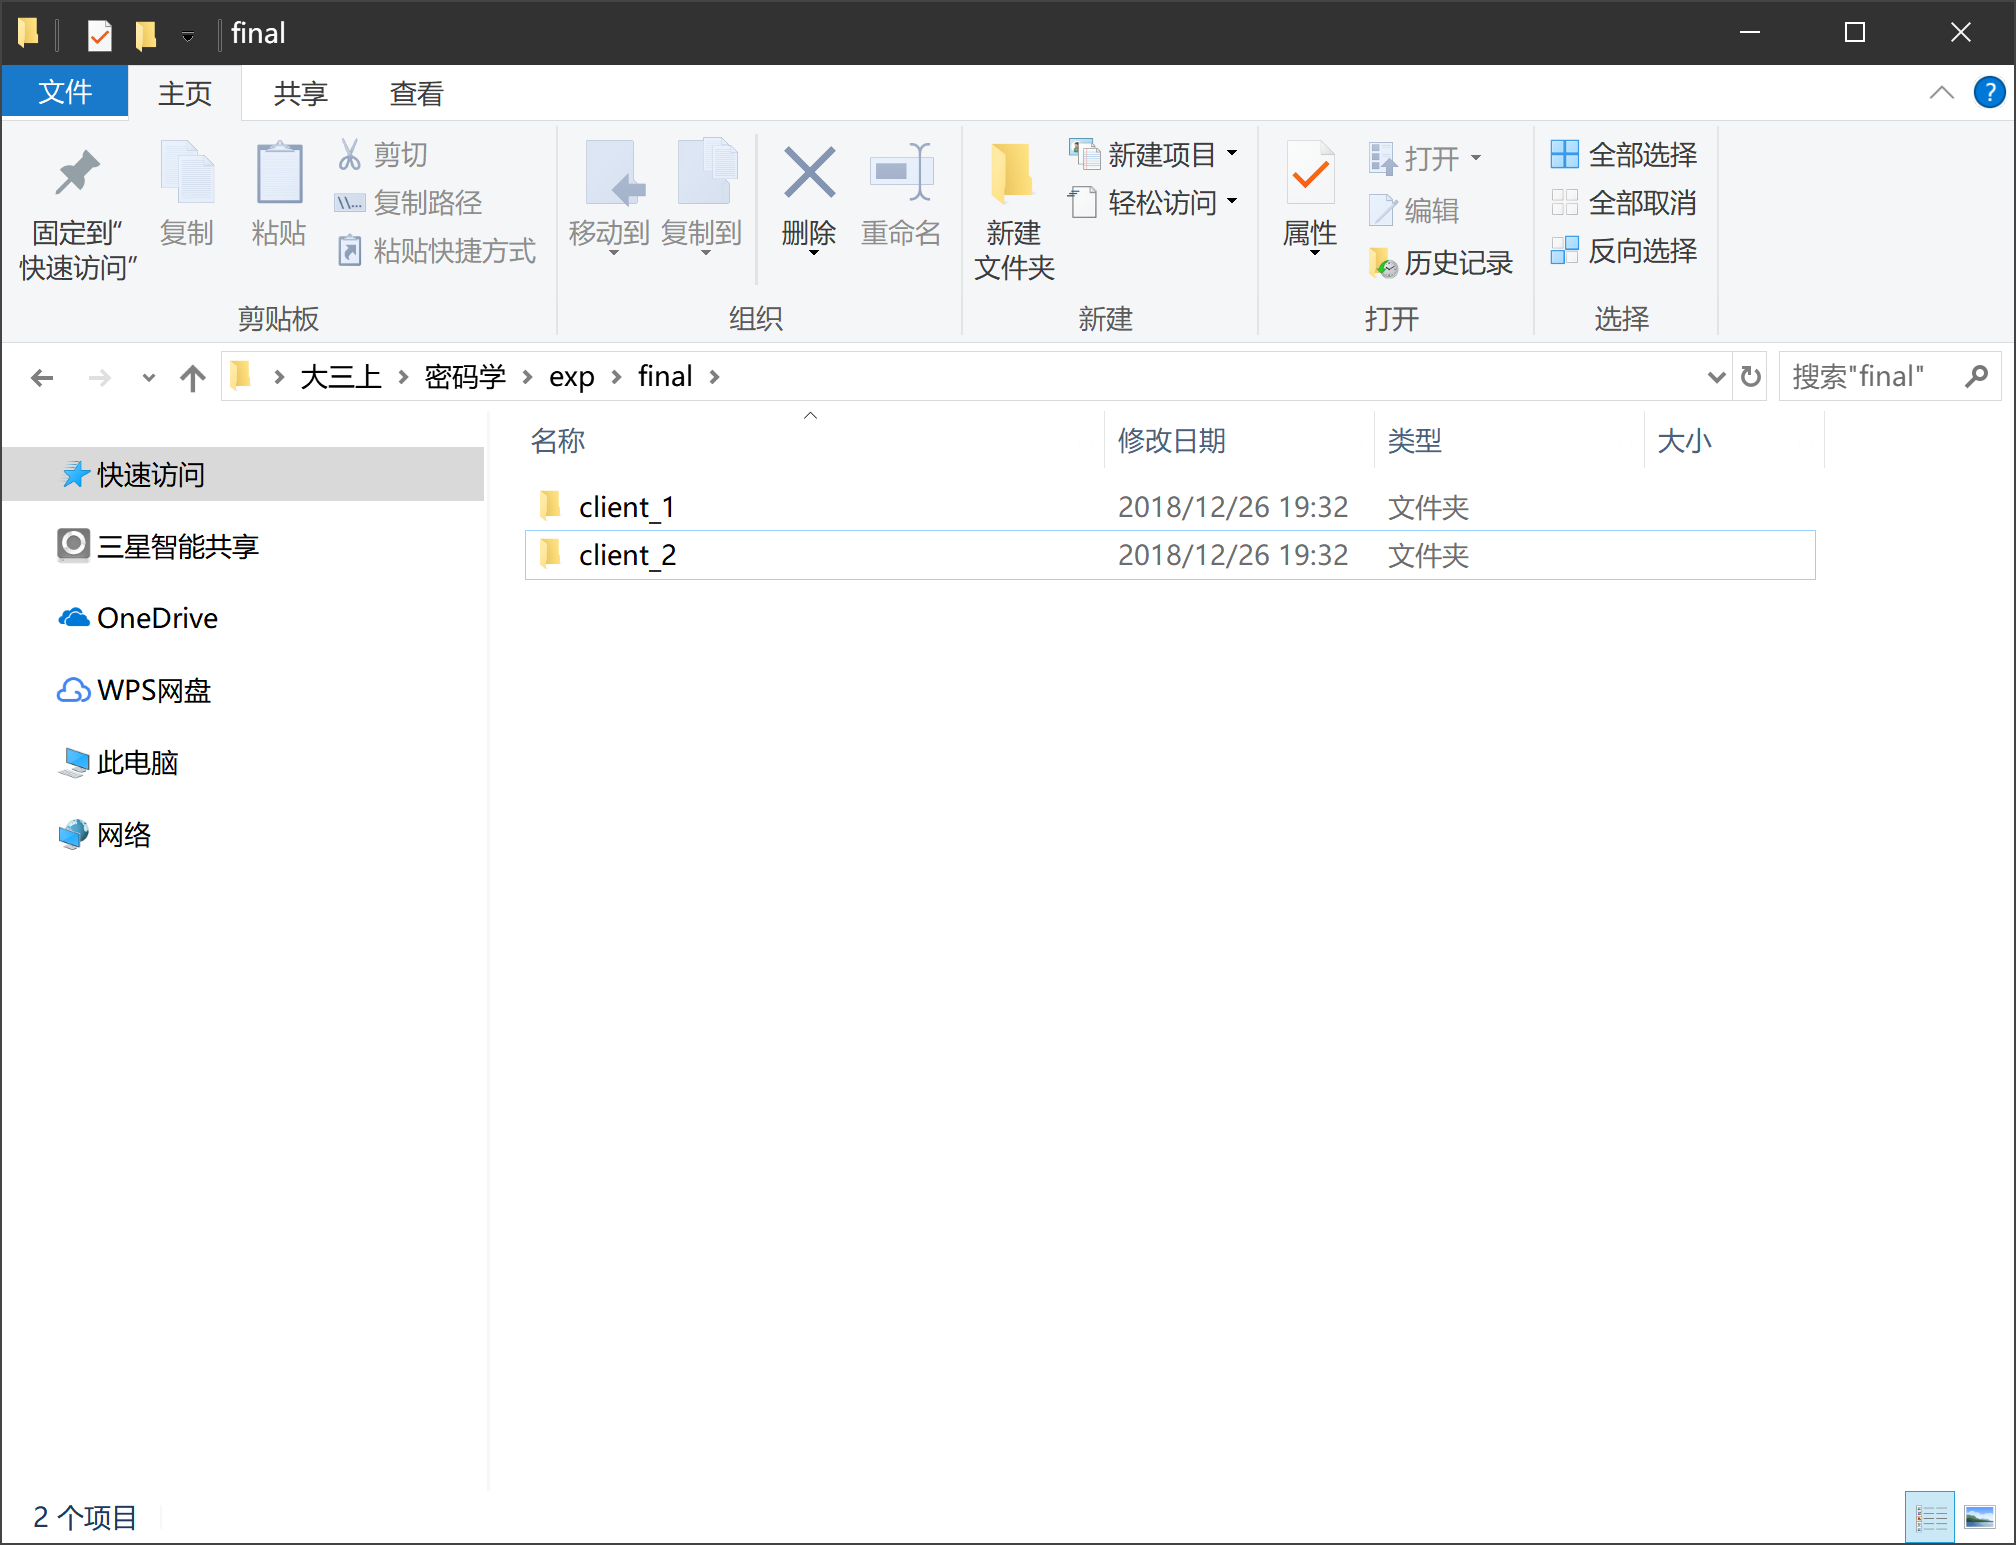 final
文件 主页 共享 查看
固定到“
快速访问”
复制
粘贴
剪切
复制路径
粘贴快捷方式
剪贴板
移动到
复制到
删除
重命名
组织
新建
文件夹
新建项目
轻松访问
新建
属性
打开
编辑
历史记录
打开
全部选择
全部取消
反向选择
选择
大三上 密码学 exp final
搜索"final"
名称 修改日期 类型 大小
快速访问
三星智能共享
OneDrive
WPS网盘
此电脑
网络
client_1 2018/12/26 19:32 文件夹
client_2 2018/12/26 19:32 文件夹
2 个项目